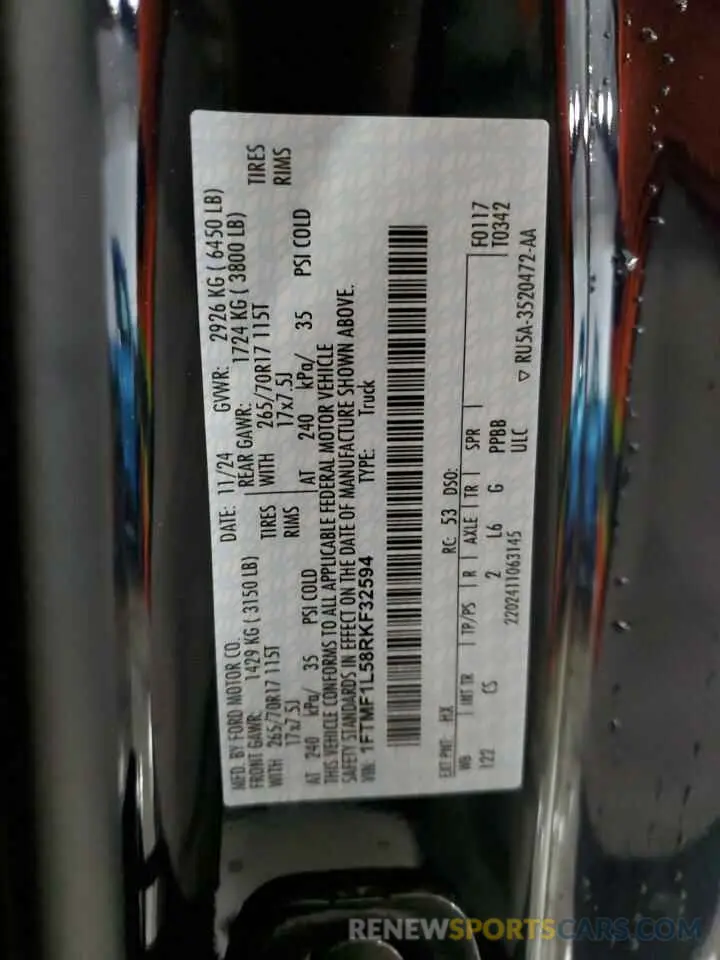 MFD. BY FORD MOTOR CO. DATE: 11/24 GVWR: 2926 KG ( 6450 LB)
FRONT GAWR: 1429 KG ( 3150 LB) REAR GAWR: 1724 KG ( 3800 LB)
WITH 265/70R17 115T TIRES WITH 265/70R17 115T TIRES
17x7.5J RIMS 17x7.5J RIMS
AT 240 kPa/ 35 PSI COLD AT 240 kPa/ 35 PSI COLD
THIS VEHICLE CONFORMS TO ALL APPLICABLE FEDERAL MOTOR VEHICLE
SAFETY STANDARDS IN EFFECT ON THE DATE OF MANUFACTURE SHOWN ABOVE.
VIN: 1FTMF1L58RKF32594 TYPE: Truck
EXT PNT: HX RC: 53 DSO: F0117
WB INT TR TP/PS R AXLE TR SPR T0342
122 CS 2 L6 G PPBB
2202411063145 ULC ▽ RU5A-3520472-AA
RENEWSPORTSCARS.COM